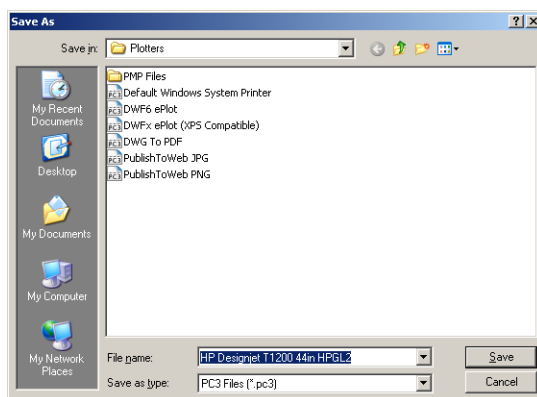 Save As
Save in: Plotters
My Recent
Documents
Desktop
My Documents
My Computer
My Network
Places
PMP Files
Default Windows System Printer
DWF6 ePlot
DWFx ePlot (XPS Compatible)
DWG To PDF
PublishToWeb JPG
PublishToWeb PNG
File name: HP Designjet T1200 44in HPGL2 Save
Save as type: PC3 Files (*.pc3) Cancel